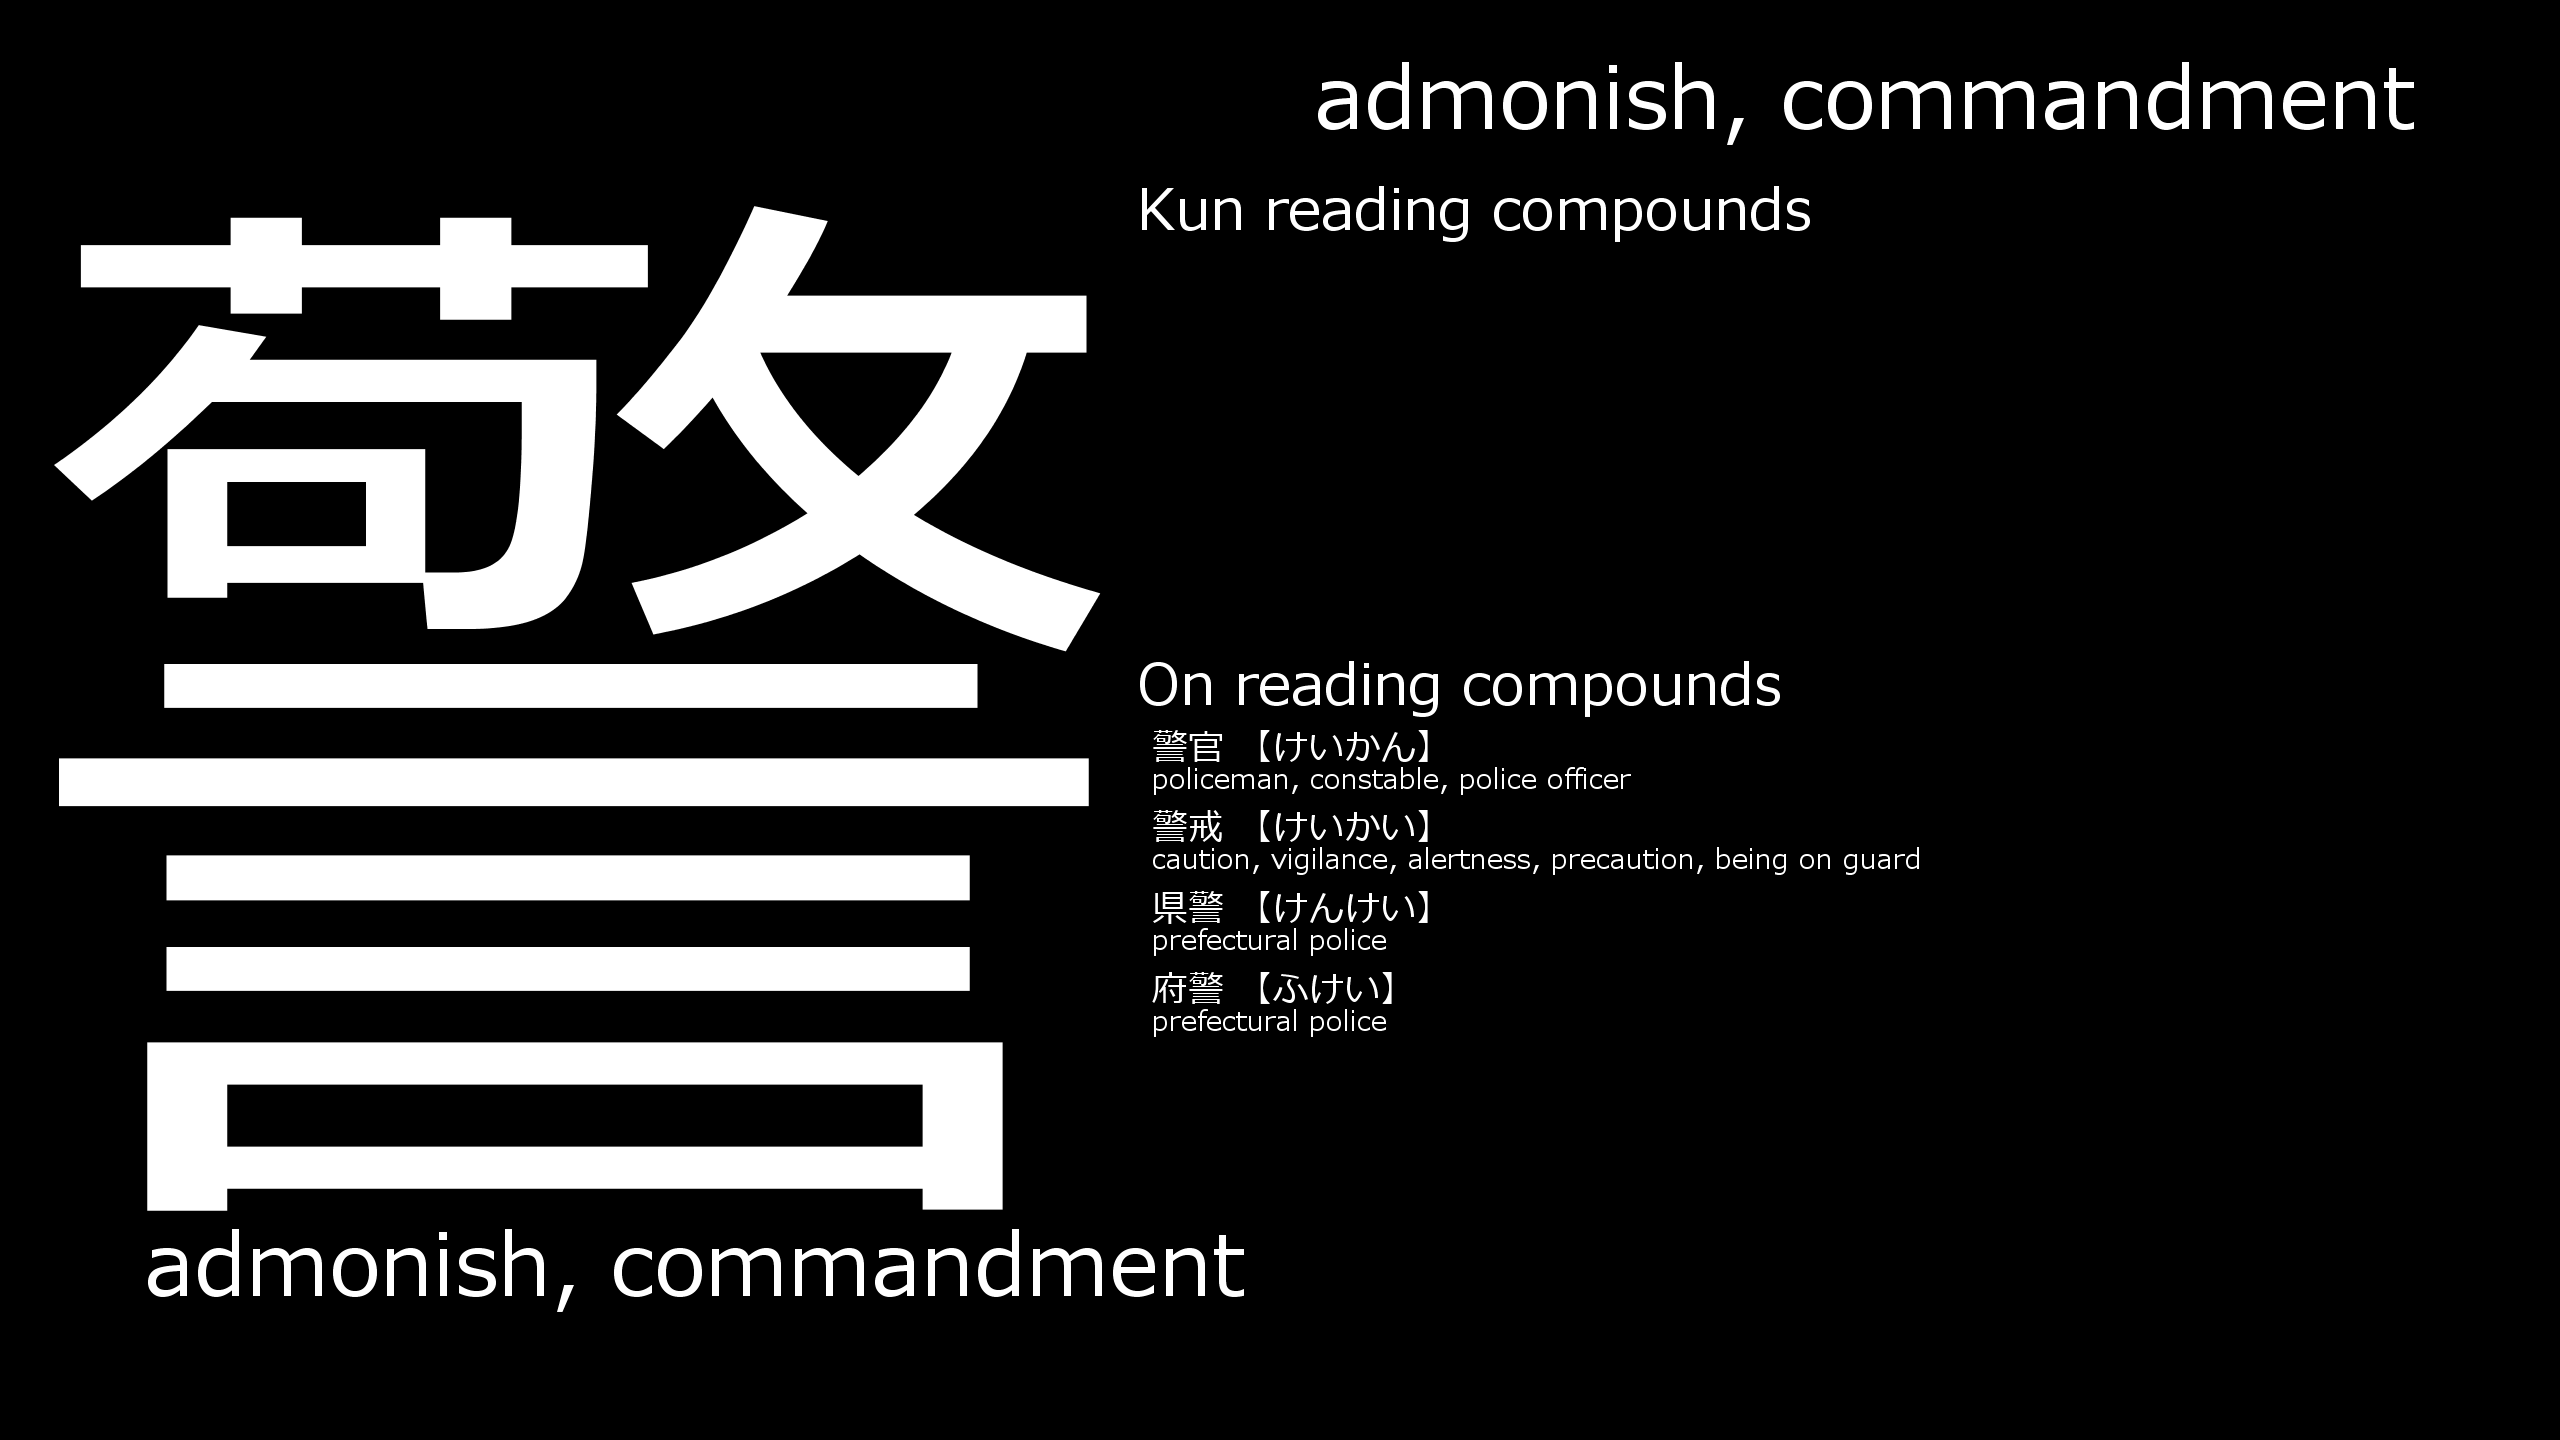 警
admonish, commandment
admonish, commandment
Kun reading compounds
On reading compounds
警官 【けいかん】
policeman, constable, police officer
警戒 【けいかい】
caution, vigilance, alertness, precaution, being on guard
県警 【けんけい】
prefectural police
府警 【ふけい】
prefectural police